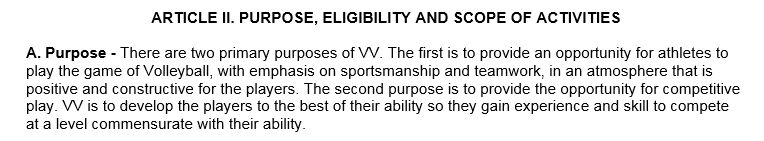 ARTICLE II. PURPOSE, ELIGIBILITY AND SCOPE OF ACTIVITIES
A. Purpose - There are two primary purposes of VV. The first is to provide an opportunity for athletes to
play the game of Volleyball, with emphasis on sportsmanship and teamwork, in an atmosphere that is
positive and constructive for the players. The second purpose is to provide the opportunity for competitive
play. VV is to develop the players to the best of their ability so they gain experience and skill to compete
at a level commensurate with their ability.